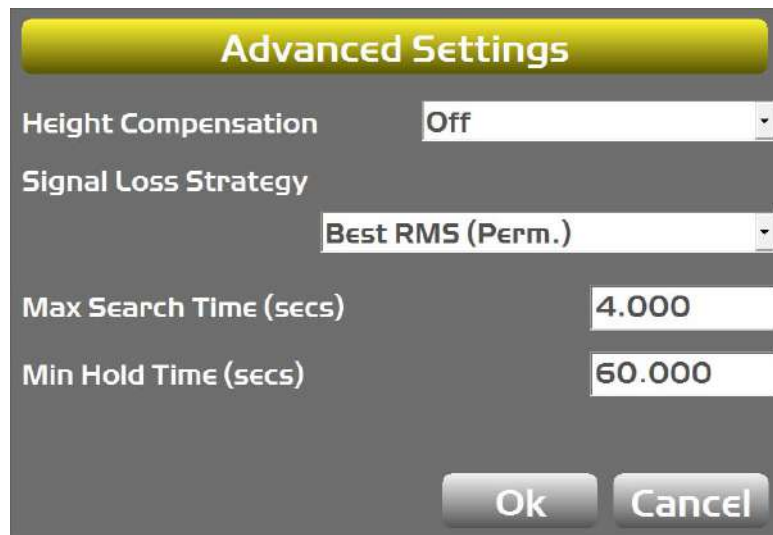 Advanced Settings
Height Compensation Off
Signal Loss Strategy
Best RMS (Perm.)
Max Search Time (secs) 4.000
Min Hold Time (secs) 60.000
Ok Cancel